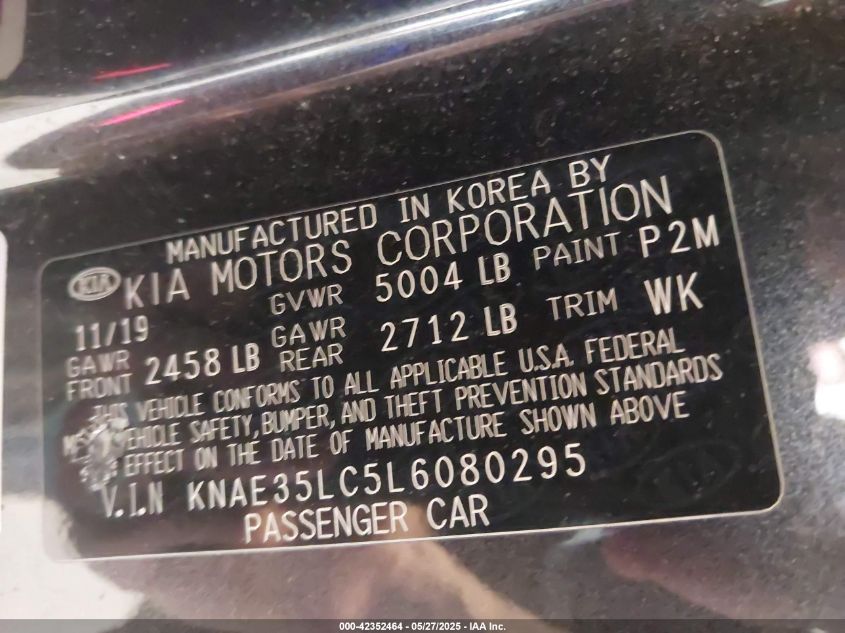 MANUFACTURED IN KOREA BY
KIA KIA MOTORS CORPORATION
11/19 GVWR 5004 LB PAINT P2M
GAWR FRONT 2458 LB GAWR REAR 2712 LB TRIM WK
THIS VEHICLE CONFORMS TO ALL APPLICABLE U.S.A. FEDERAL
VEHICLE SAFETY, BUMPER, AND THEFT PREVENTION STANDARDS
EFFECT ON THE DATE OF MANUFACTURE SHOWN ABOVE
V.I.N KNAE35LC5L6080295
PASSENGER CAR
000-42352464 - 05/27/2025 - IAA Inc.